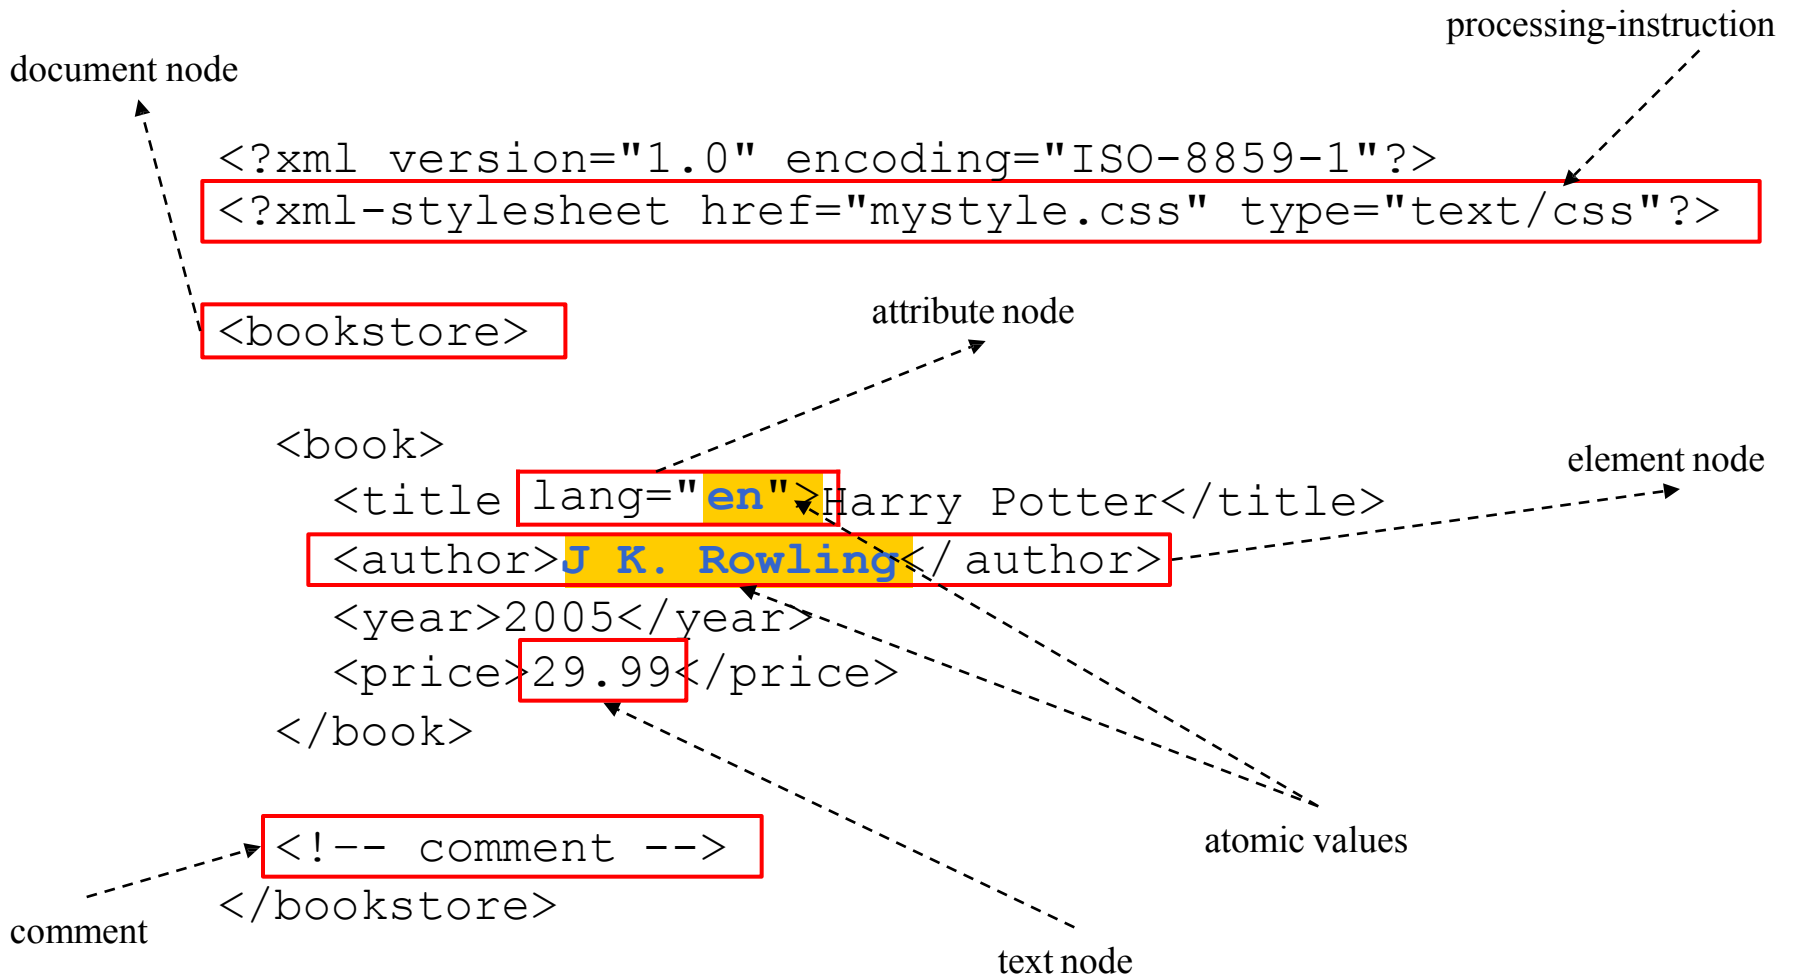 processing-instruction
document node
<?xml version="1.0" encoding="ISO-8859-1"?>
<?xml-stylesheet href="mystyle.css" type="text/css"?>
attribute node
<bookstore>
<book>
element node
<title lang="en">Harry Potter</title>
<author>J K. Rowling</author>
<year>2005</year>
<price>29.99</price>
</book>
atomic values
<!-- comment -->
</bookstore>
comment
text node